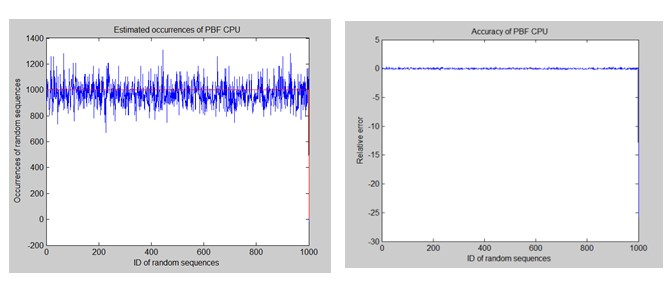 Estimated occurrences of PBF CPU
1400
1200
1000
800
600
400
200
0
-200
0 200 400 600 800 1000
Occurrences of random sequences
ID of random sequences
Accuracy of PBF CPU
5
0
-5
-10
-15
-20
-25
-30
0 200 400 600 800 1000
Relative error
ID of random sequences